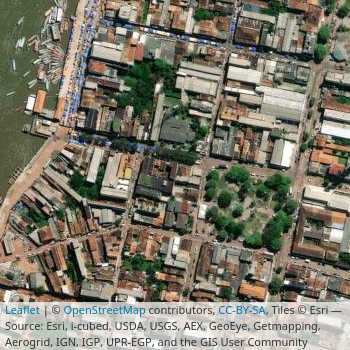 Leaflet | © OpenStreetMap contributors, CC-BY-SA, Tiles © Esri —
Source: Esri, i-cubed, USDA, USGS, AEX, GeoEye, Getmapping,
Aerogrid, IGN, IGP, UPR-EGP, and the GIS User Community